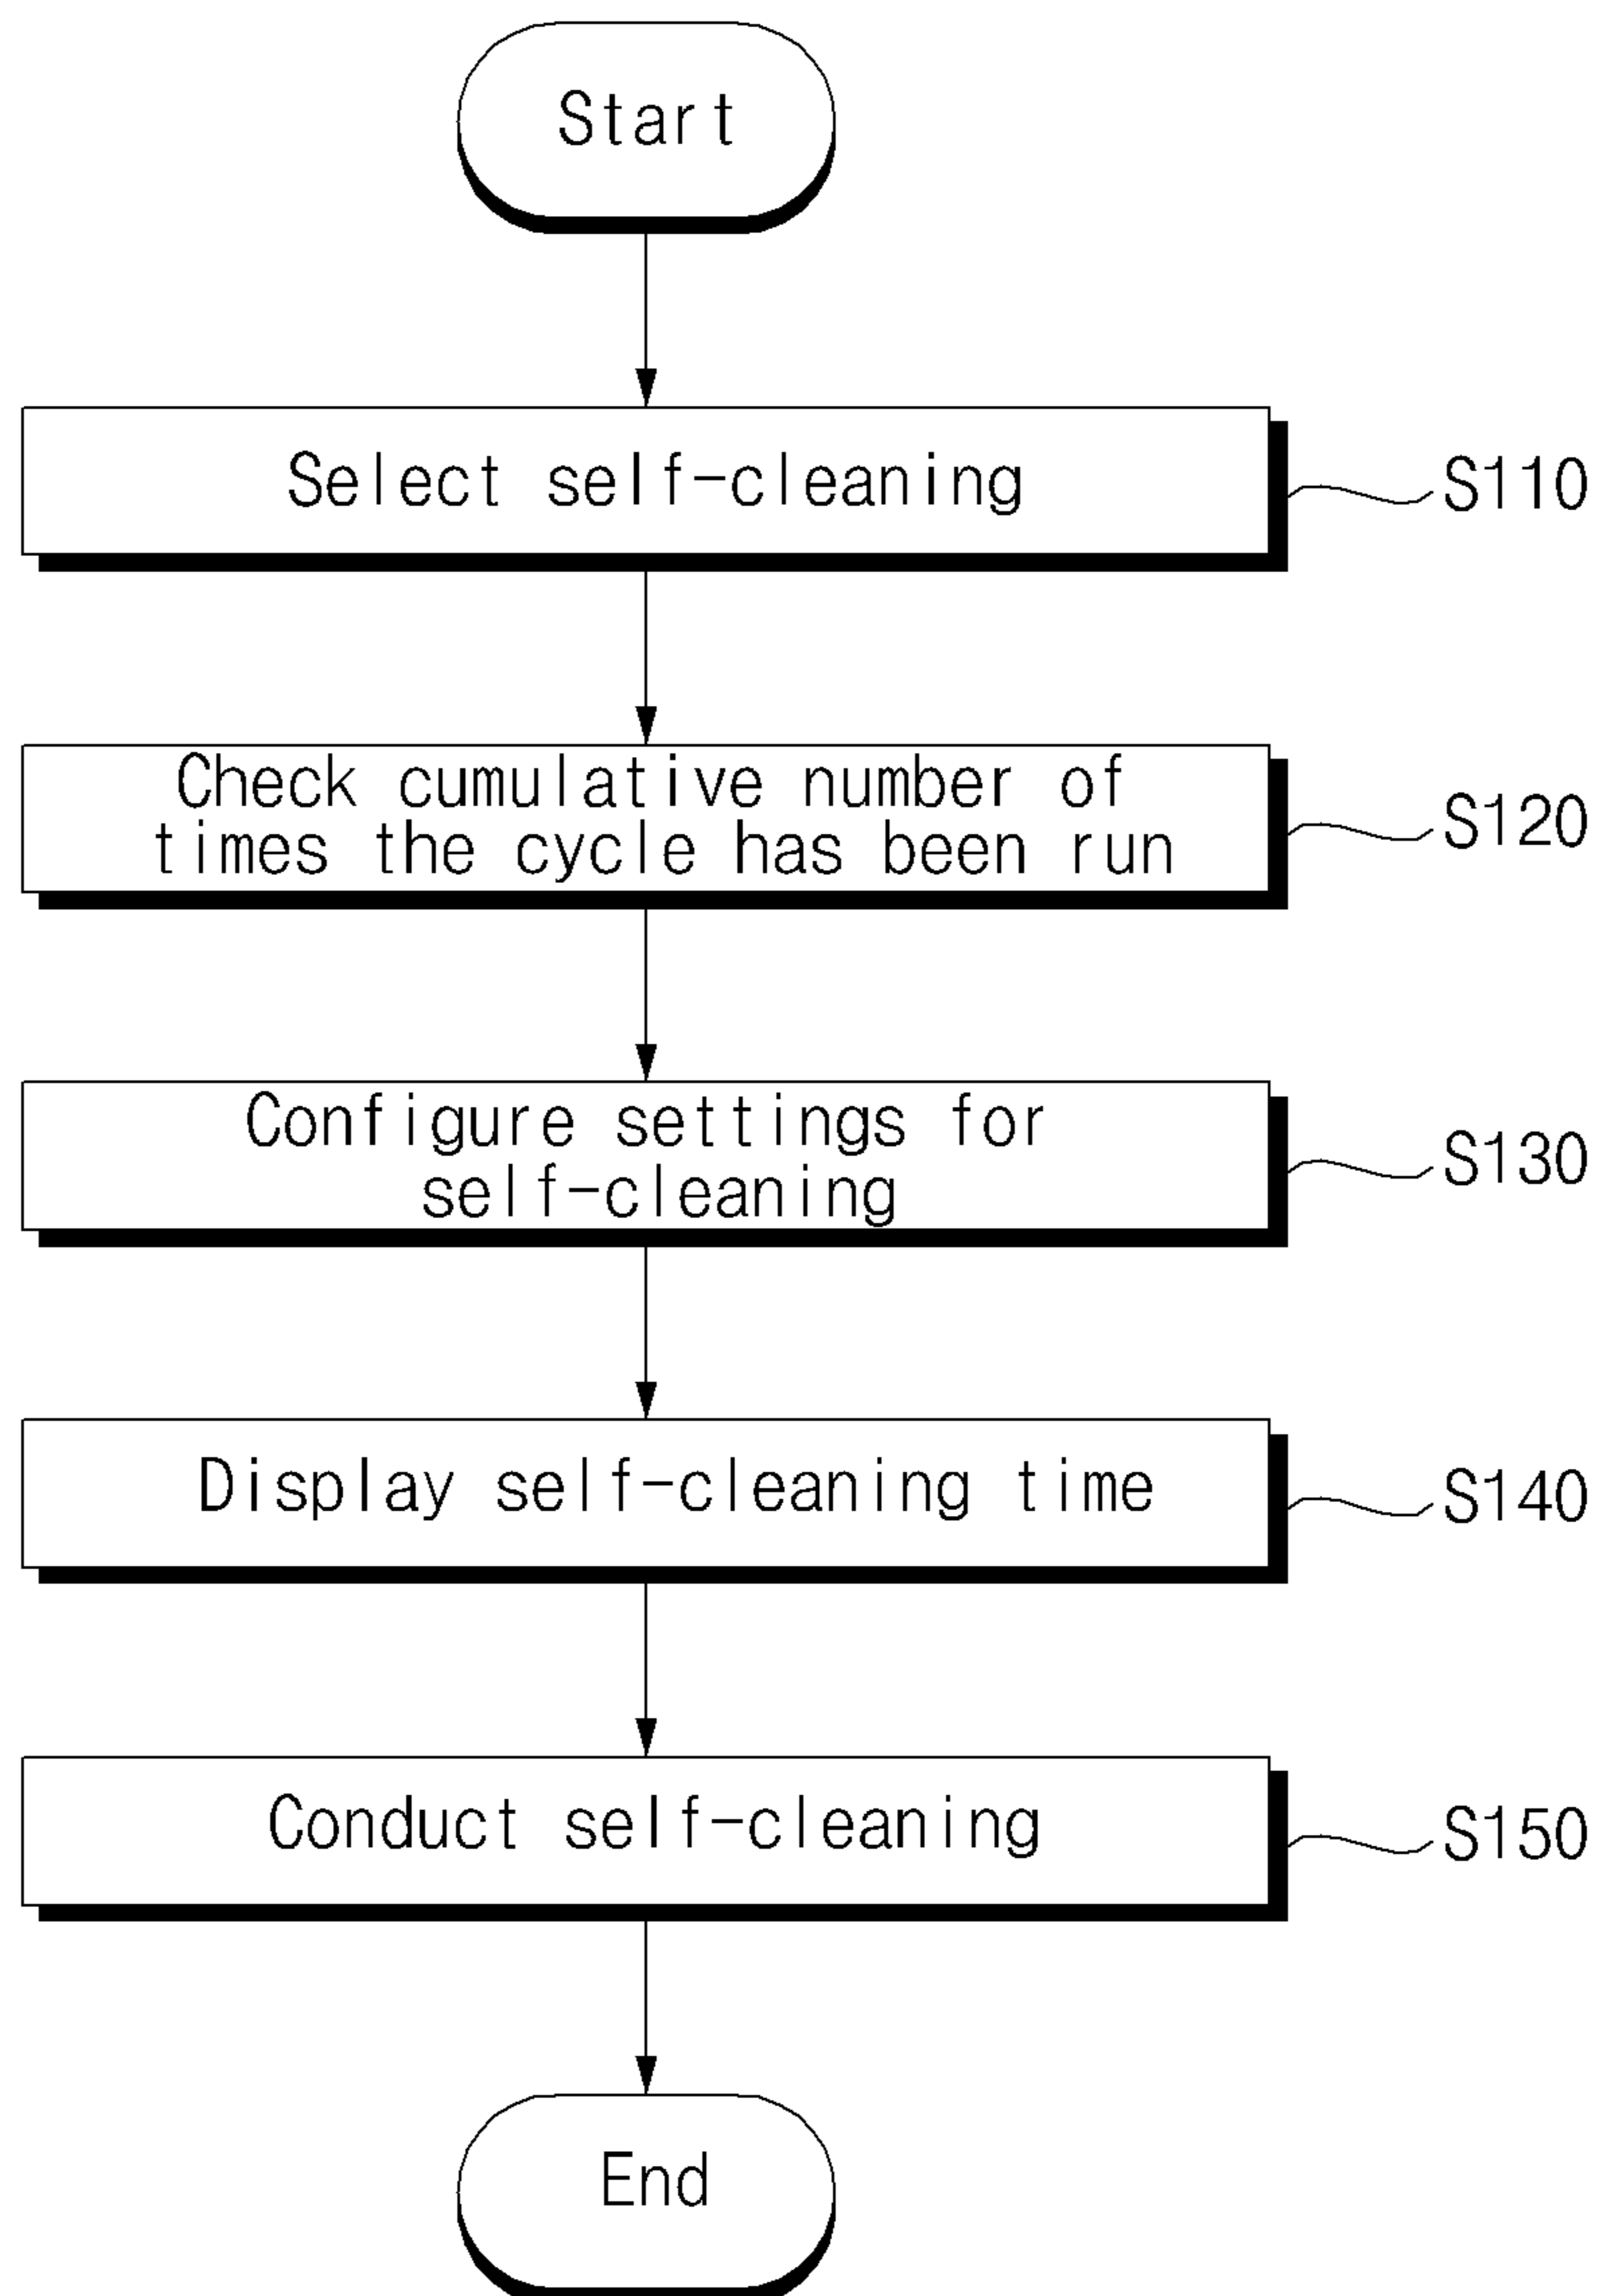 Start
Select self-cleaning
S110
Check cumulative number of
times the cycle has been run
S120
Configure settings for
self-cleaning
S130
Display self-cleaning time
S140
Conduct self-cleaning
S150
End